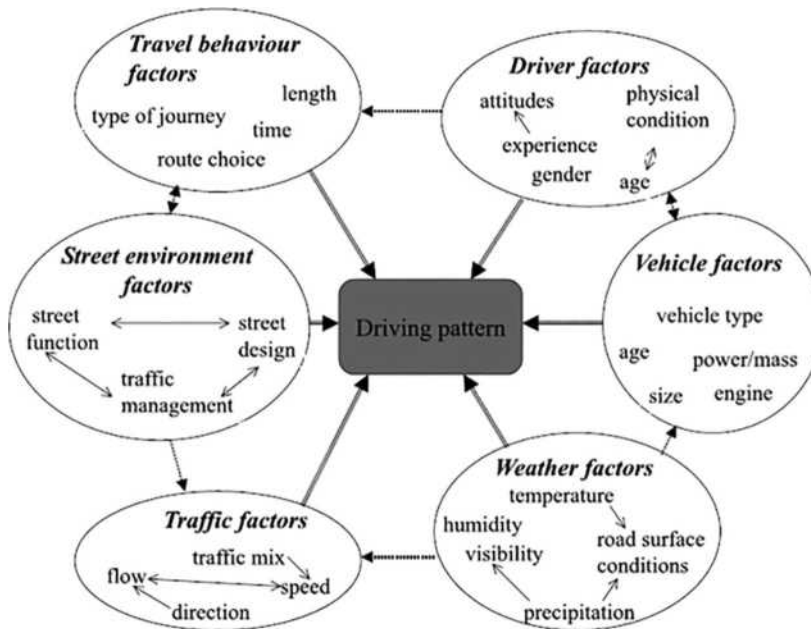 Travel behaviour
factors
length
type of journey
time
route choice
Driver factors
attitudes
physical
condition
experience
gender
age
Street environment
factors
street
function
street
design
traffic
management
Driving pattern
Vehicle factors
vehicle type
age
power/mass
size
engine
Traffic factors
traffic mix
flow
speed
direction
Weather factors
temperature
humidity
visibility
road surface
conditions
precipitation